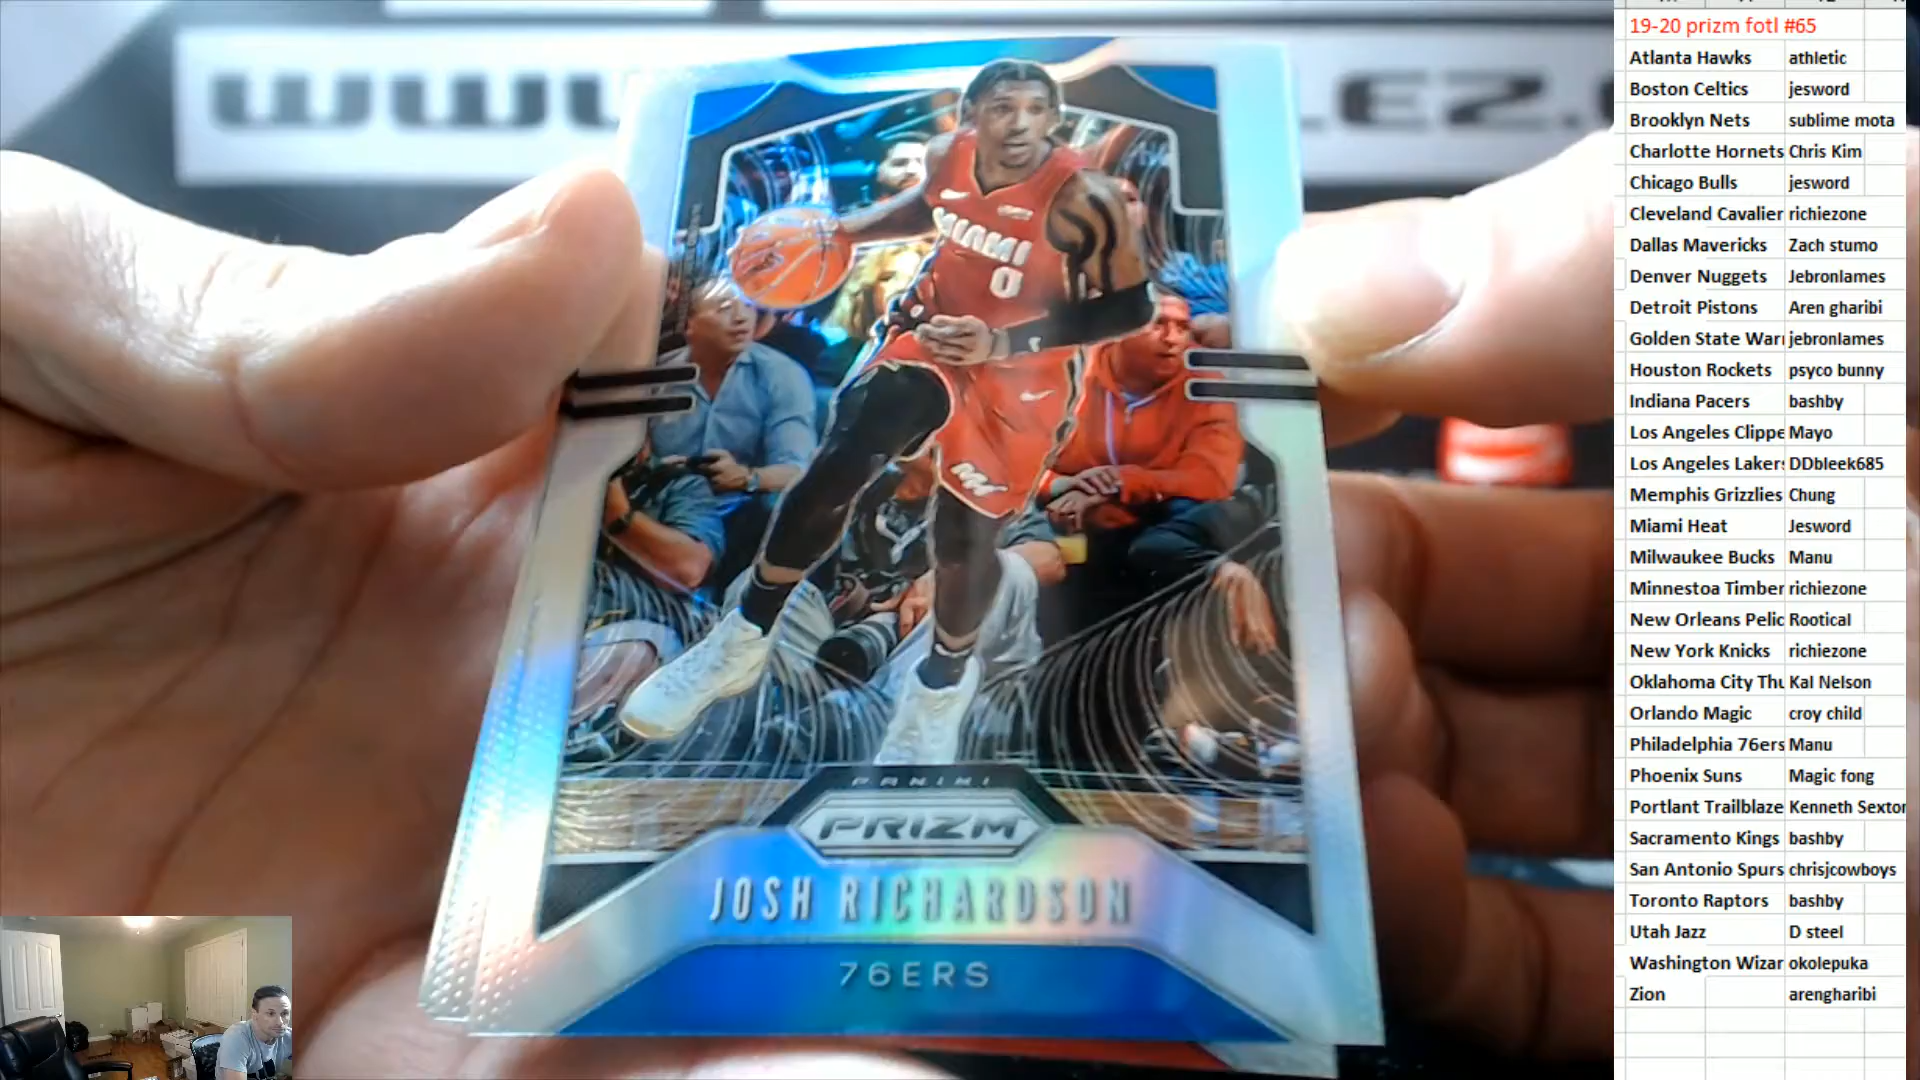 WWW
LEZ.
MIAMI
0
PANINI
PRIZM
JOSH RICHARDSON
76ERS
19-20 prizm fotl #65
Atlanta Hawks athletic
Boston Celtics jesword
Brooklyn Nets sublime mota
Charlotte Hornets Chris Kim
Chicago Bulls jesword
Cleveland Cavalier richiezone
Dallas Mavericks Zach stumo
Denver Nuggets Jebronlames
Detroit Pistons Aren gharibi
Golden State Warr jebronlames
Houston Rockets psyco bunny
Indiana Pacers bashby
Los Angeles Clippe Mayo
Los Angeles Lakers DDbleek685
Memphis Grizzlies Chung
Miami Heat Jesword
Milwaukee Bucks Manu
Minnestoa Timber richiezone
New Orleans Pelic Rootical
New York Knicks richiezone
Oklahoma City Thu Kal Nelson
Orlando Magic croy child
Philadelphia 76ers Manu
Phoenix Suns Magic fong
Portlant Trailblaze Kenneth Sexton
Sacramento Kings bashby
San Antonio Spurs chrisjcowboys
Toronto Raptors bashby
Utah Jazz D steel
Washington Wizar okolepuka
Zion arengharibi